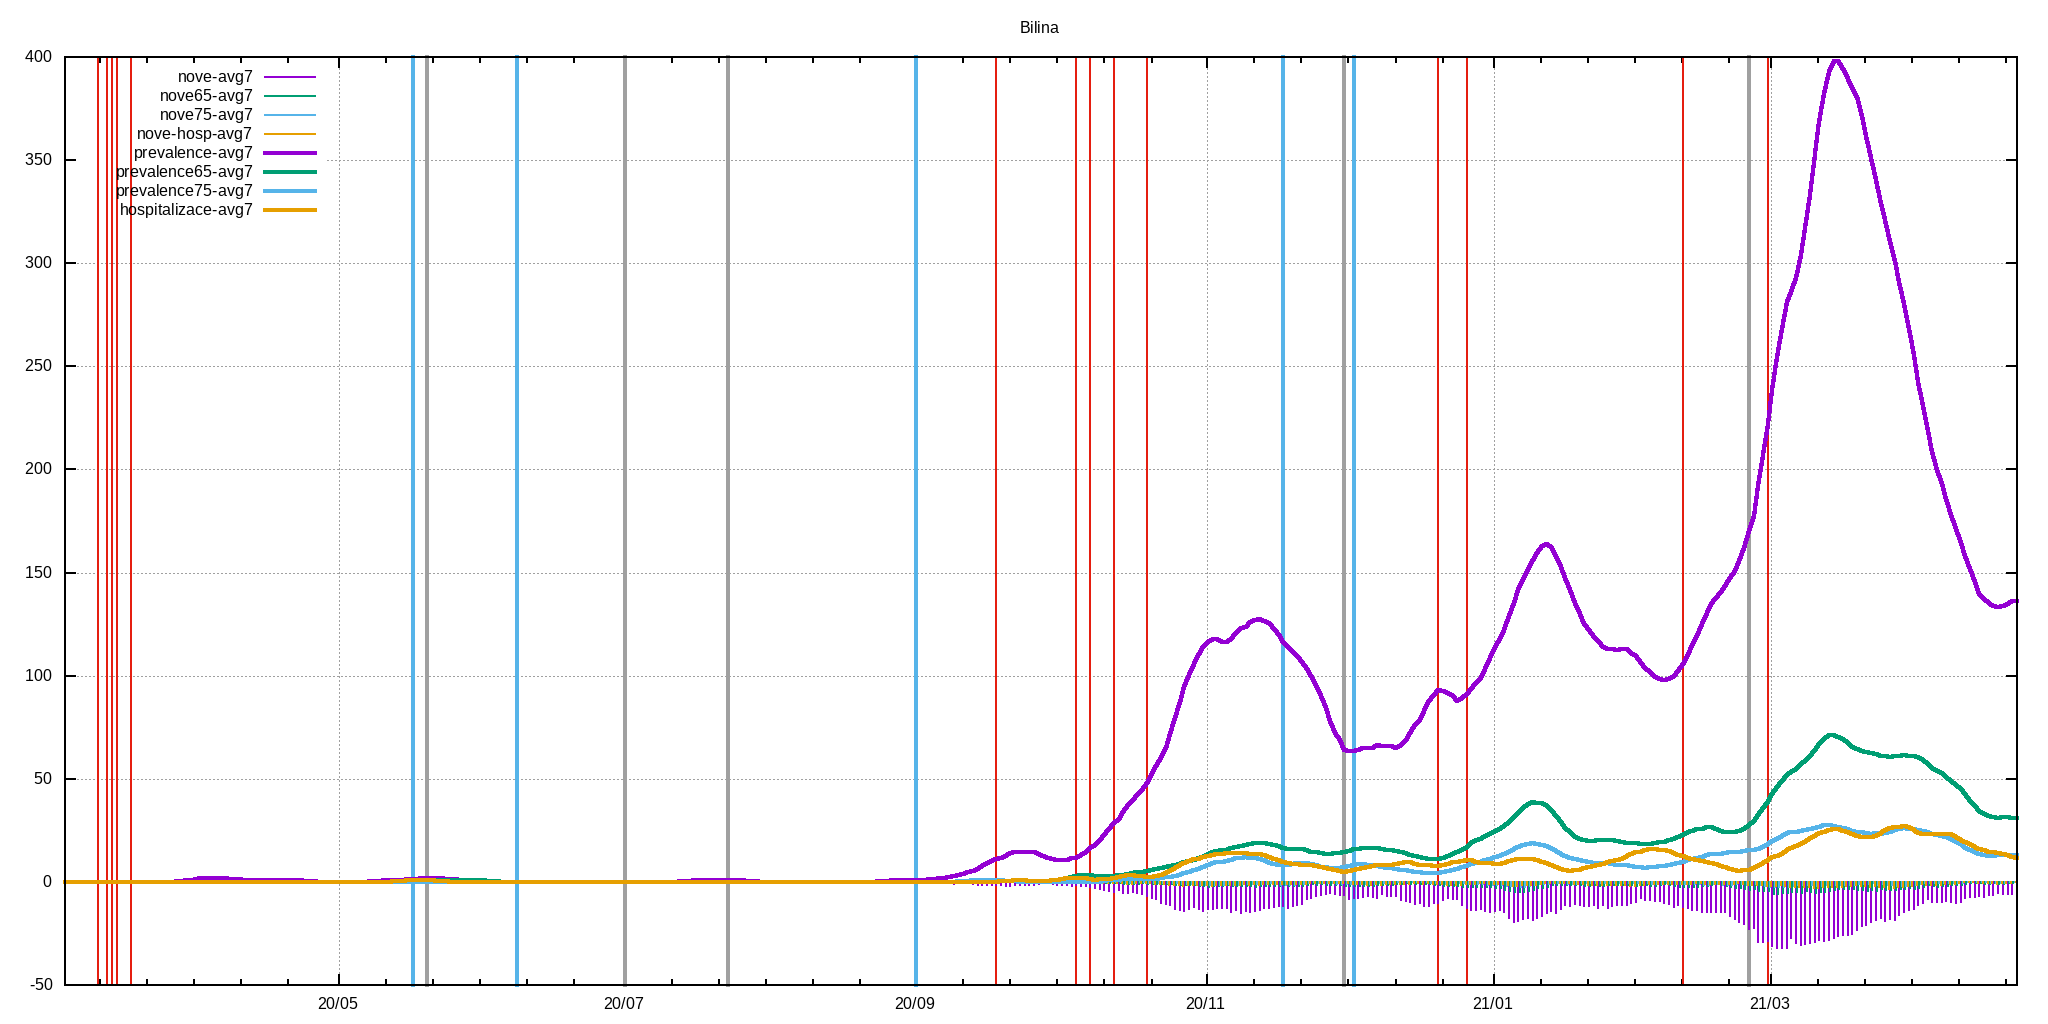 Bilina
400
350
300
250
200
150
100
50
0
-50
nove-avg7
nove65-avg7
nove75-avg7
nove-hosp-avg7
prevalence-avg7
prevalence65-avg7
prevalence75-avg7
hospitalizace-avg7
20/05 20/07 20/09 20/11 21/01 21/03